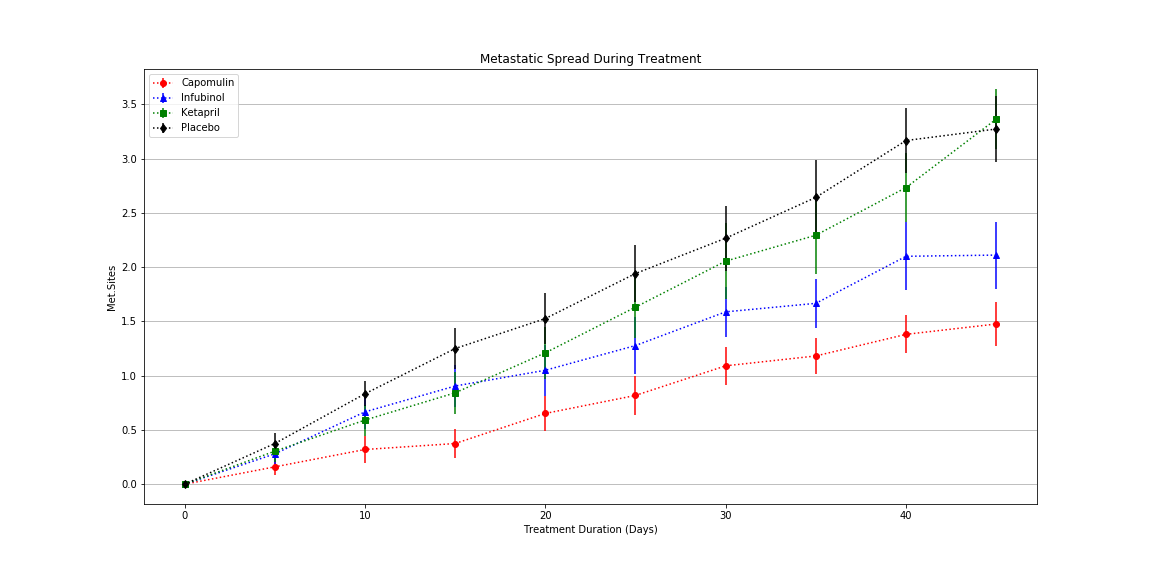 Metastatic Spread During Treatment
Capomulin
Infubinol
Ketapril
Placebo
3.5
3.0
2.5
2.0
1.5
1.0
0.5
0.0
Met.Sites
0 10 20 30 40
Treatment Duration (Days)